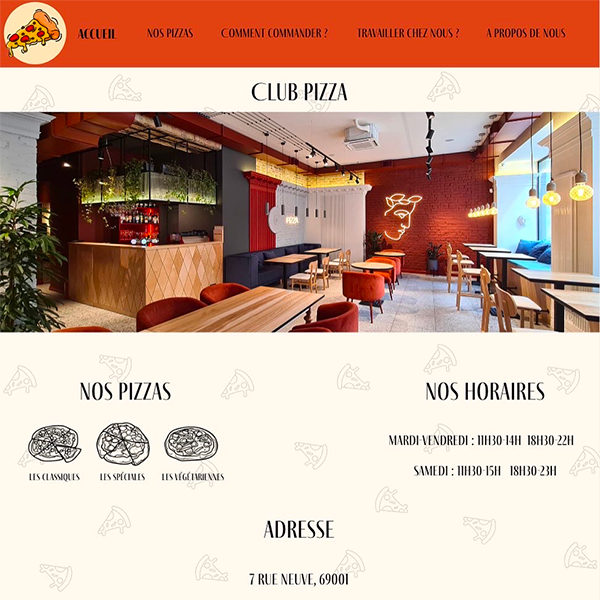 ACCUEIL NOS PIZZAS COMMENT COMMANDER ? TRAVAILLER CHEZ NOUS ? A PROPOS DE NOUS
CLUB PIZZA
NOS PIZZAS
LES CLASSIQUES LES SPÉCIALES LES VÉGÉTARIENNES
NOS HORAIRES
MARDI-VENDREDI : 11H30-14H 18H30-22H
SAMEDI : 11H30-15H 18H30-23H
ADRESSE
7 RUE NEUVE, 69001